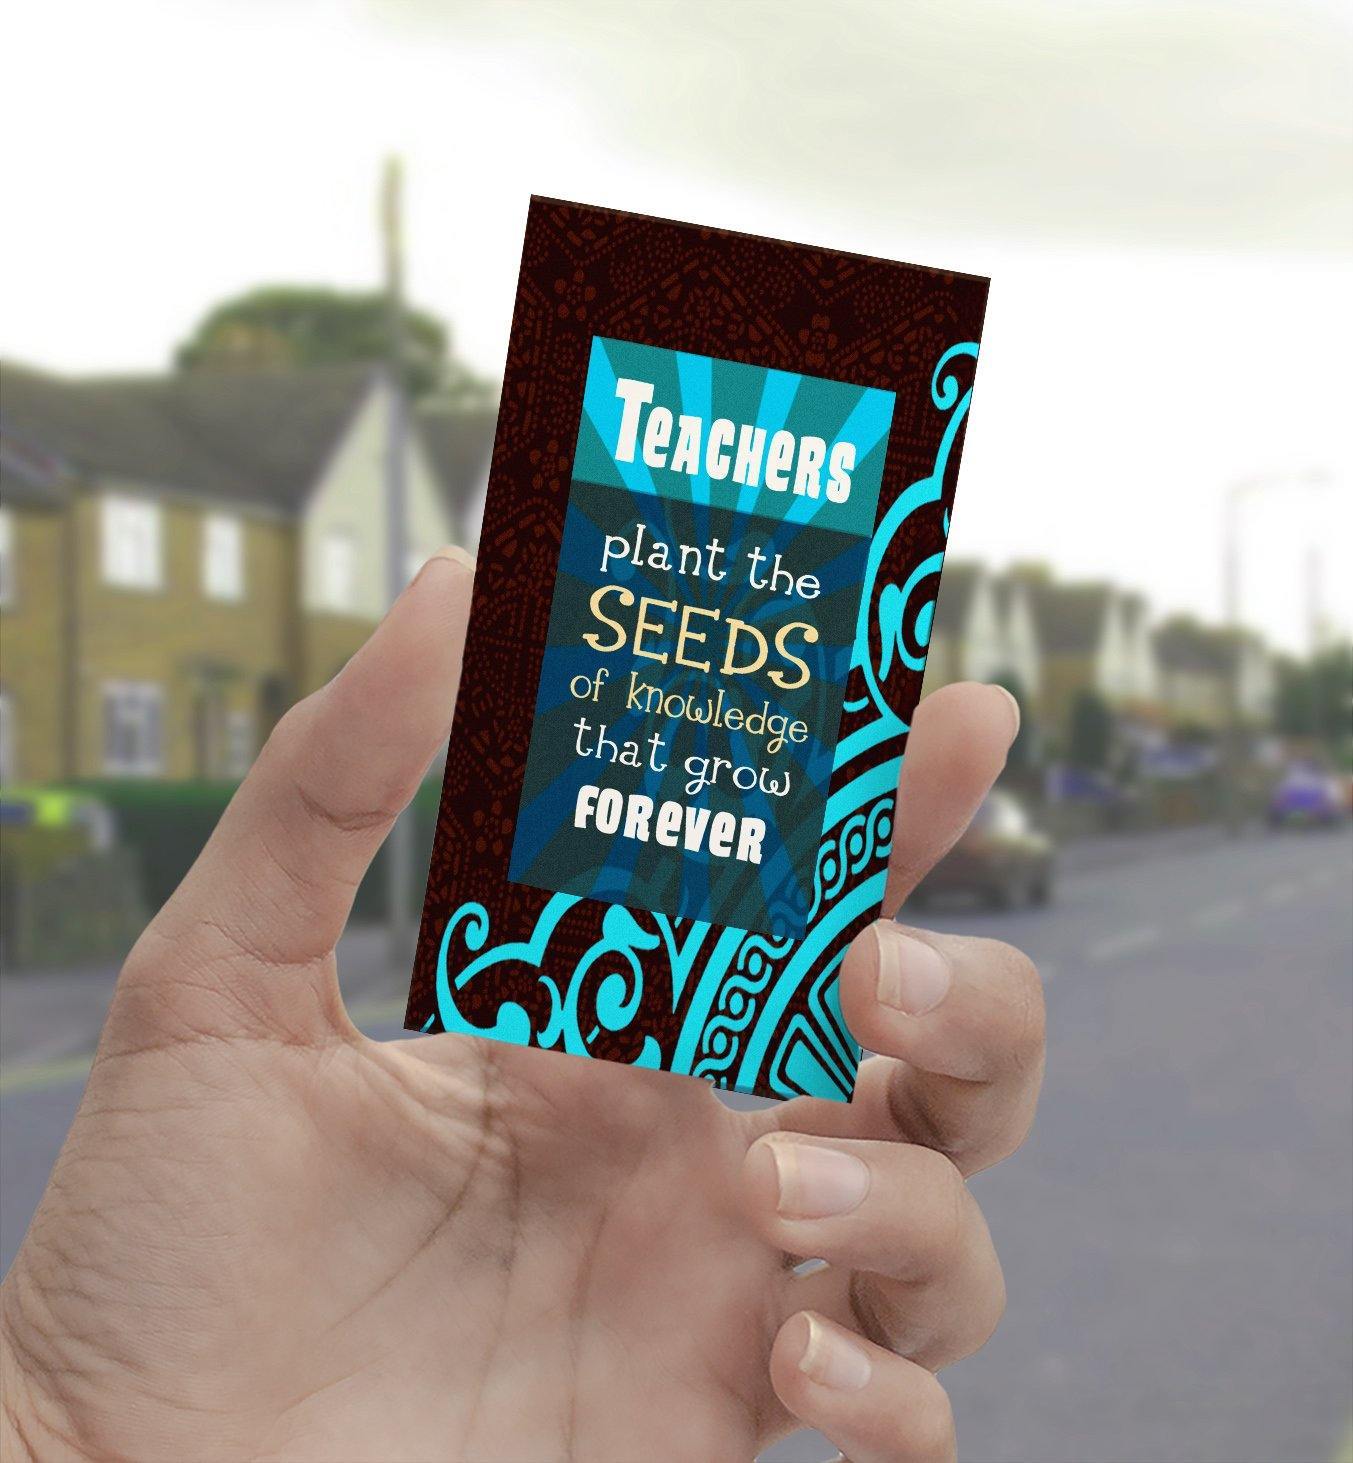 TeACHeRS
plant the
SEEDS
of knowledge
that grow
FOReveR